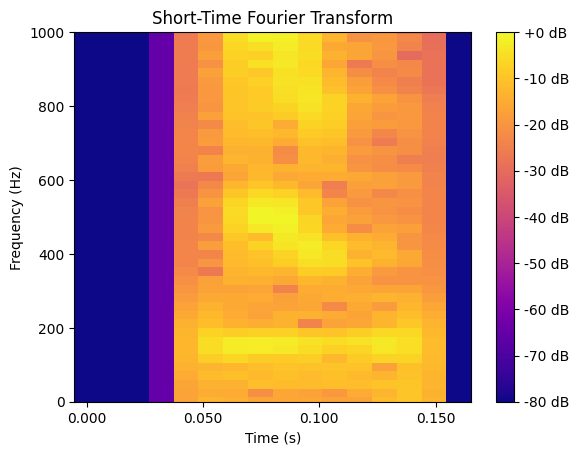 Short-Time Fourier Transform
Frequency (Hz)
1000
800
600
400
200
0
0.000
0.050
0.100
0.150
Time (s)
+0 dB
-10 dB
-20 dB
-30 dB
-40 dB
-50 dB
-60 dB
-70 dB
-80 dB